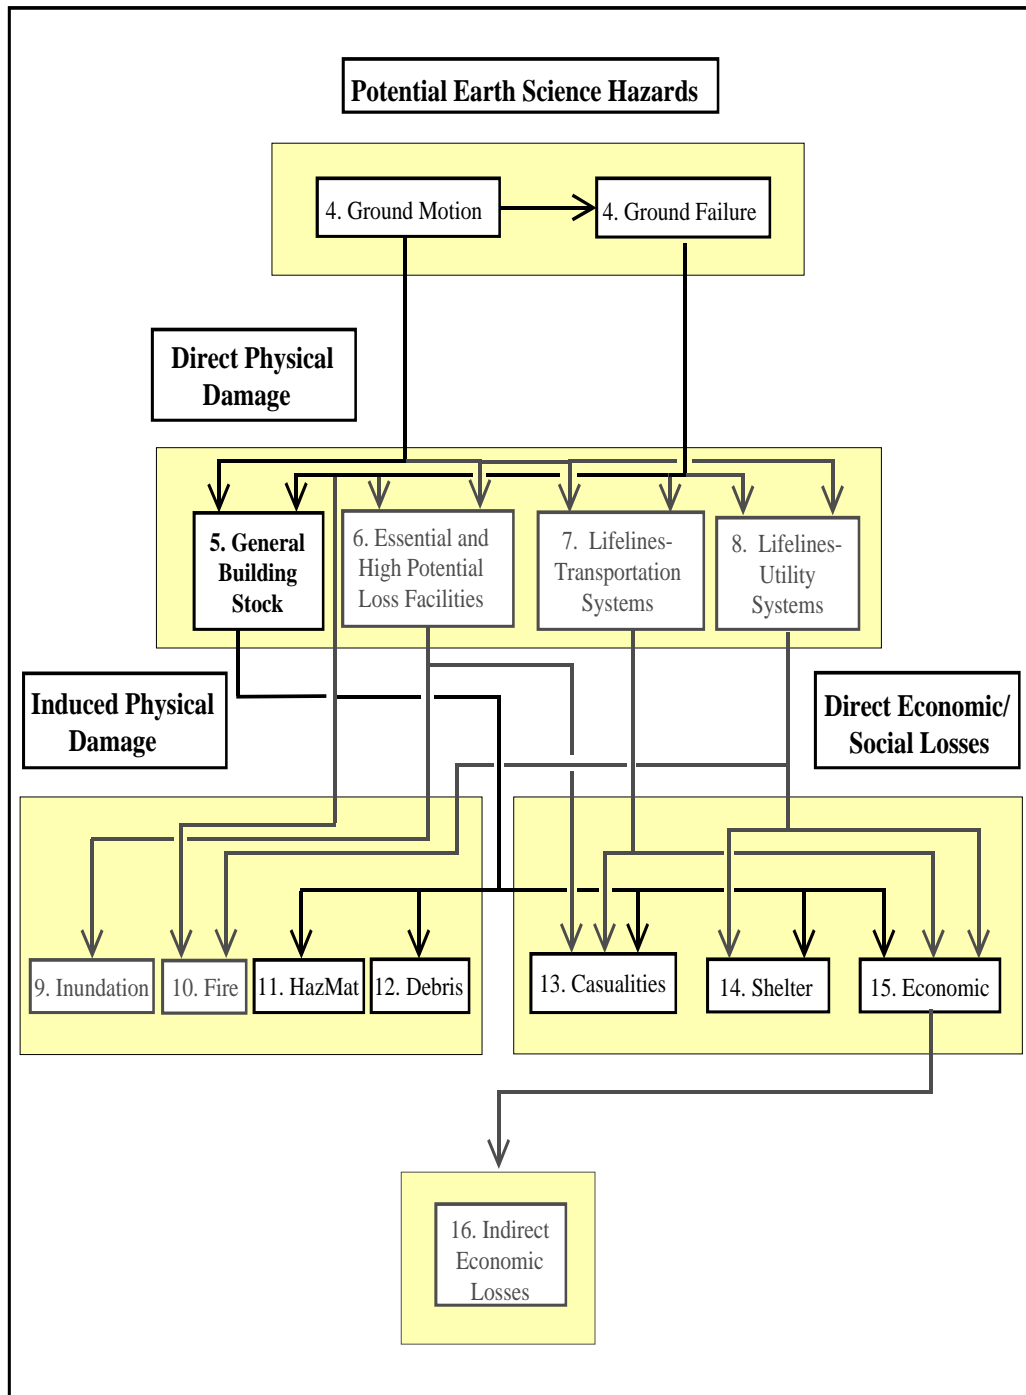 Potential Earth Science Hazards
4. Ground Motion
4. Ground Failure
Direct Physical
Damage
5. General
Building
Stock
6. Essential and
High Potential
Loss Facilities
7. Lifelines-
Transportation
Systems
8. Lifelines-
Utility
Systems
Induced Physical
Damage
Direct Economic/
Social Losses
9. Inundation
10. Fire
11. HazMat
12. Debris
13. Casualities
14. Shelter
15. Economic
16. Indirect
Economic
Losses